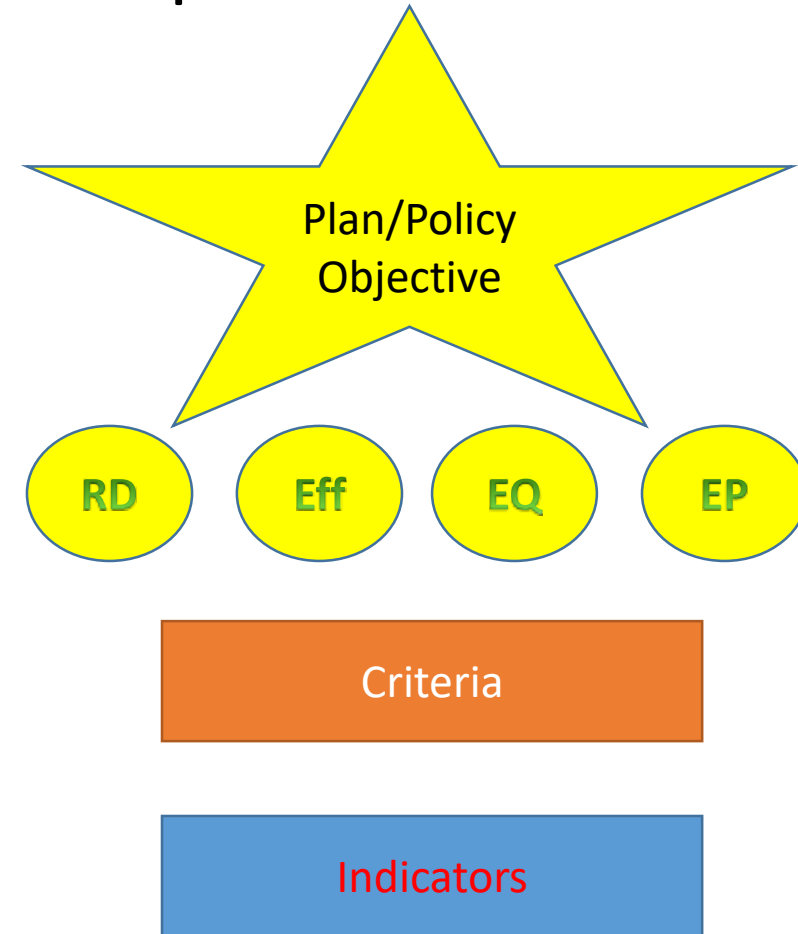 Plan/Policy
Objective
RD Eff EQ EP
Criteria
Indicators